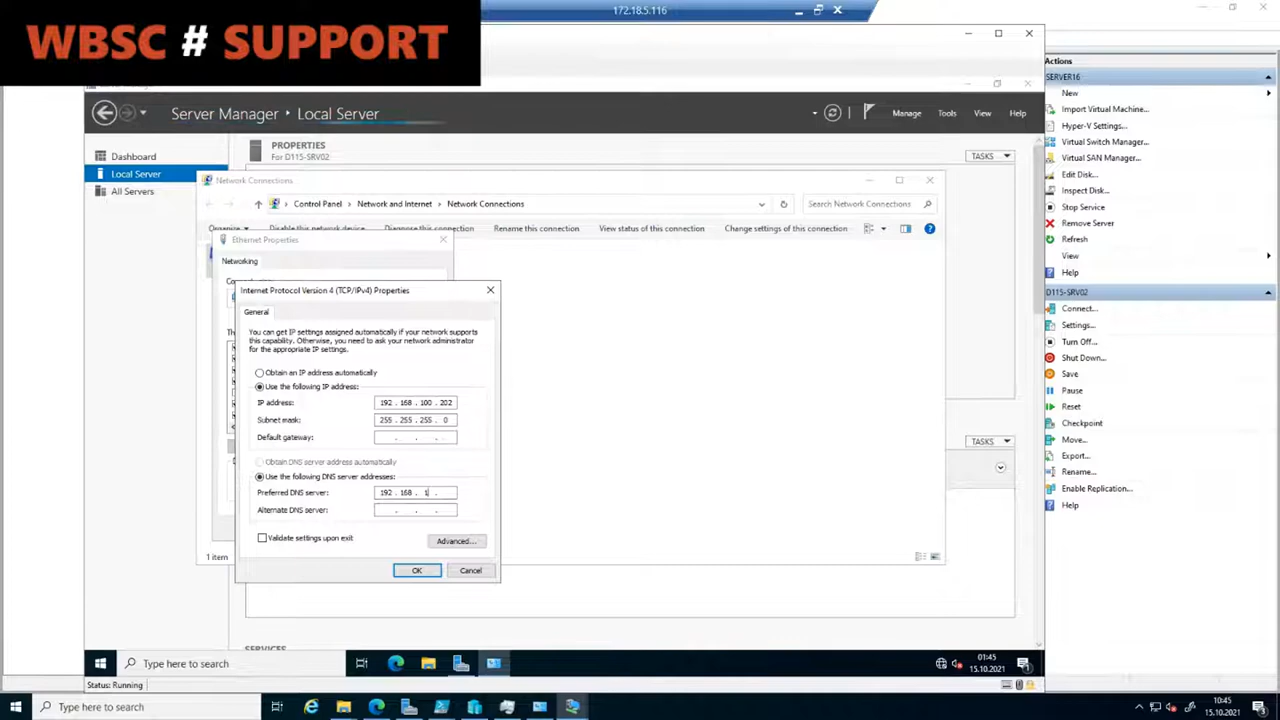 172.18.5.116
WBSC # SUPPORT
Server Manager
Local Server
Manage
Tools
View
Help
Dashboard
Local Server
All Servers
PROPERTIES
For D115-SRV02
TASKS
Network Connections
Control Panel
Network and Internet
Network Connections
Search Network Connections
Organize
Disable this network device
Diagnose this connection
Rename this connection
View status of this connection
Change settings of this connection
Ethernet Properties
Networking
Internet Protocol Version 4 (TCP/IPv4) Properties
General
You can get IP settings assigned automatically if your network supports
this capability. Otherwise, you need to ask your network administrator
for the appropriate IP settings.
Obtain an IP address automatically
Use the following IP address:
IP address: 192 . 168 . 100 . 202
Subnet mask: 255 . 255 . 255 . 0
Default gateway: . . .
Obtain DNS server address automatically
Use the following DNS server addresses:
Preferred DNS server: 192 . 168 . 1 .
Alternate DNS server: . . .
Validate settings upon exit
Advanced...
OK
Cancel
1 item
TASKS
SERVICES
Type here to search
01:45
15.10.2021
Status: Running
Actions
SERVER16
New
Import Virtual Machine...
Hyper-V Settings...
Virtual Switch Manager...
Virtual SAN Manager...
Edit Disk...
Inspect Disk...
Stop Service
Remove Server
Refresh
View
Help
D115-SRV02
Connect...
Settings...
Turn Off...
Shut Down...
Save
Pause
Reset
Checkpoint
Move...
Export...
Rename...
Enable Replication...
Help
Type here to search
10:45
15.10.2021